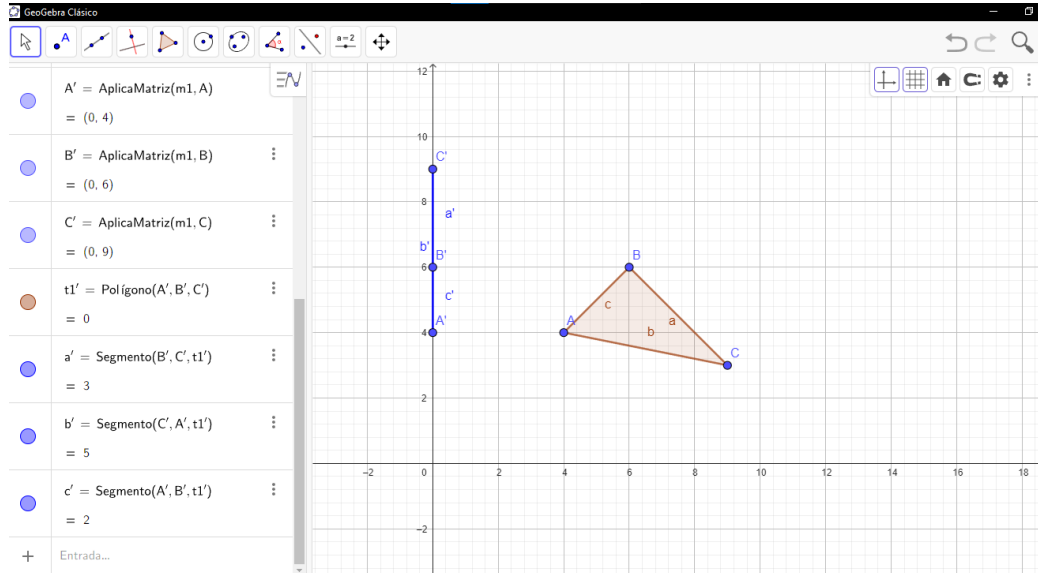 GeoGebra Clásico
A
a=2
A′ = AplicaMatriz(m1, A)
= (0, 4)
B′ = AplicaMatriz(m1, B)
= (0, 6)
C′ = AplicaMatriz(m1, C)
= (0, 9)
t1′ = Polígono(A′, B′, C′)
= 0
a′ = Segmento(B′, C′, t1′)
= 3
b′ = Segmento(C′, A′, t1′)
= 5
c′ = Segmento(A′, B′, t1′)
= 2
+ Entrada...
12
10
C'
8
a'
b'
B'
6
B
c'
c
a
A'
4
A
b
C
2
−2 0 2 4 6 8 10 12 14 16 18
−2